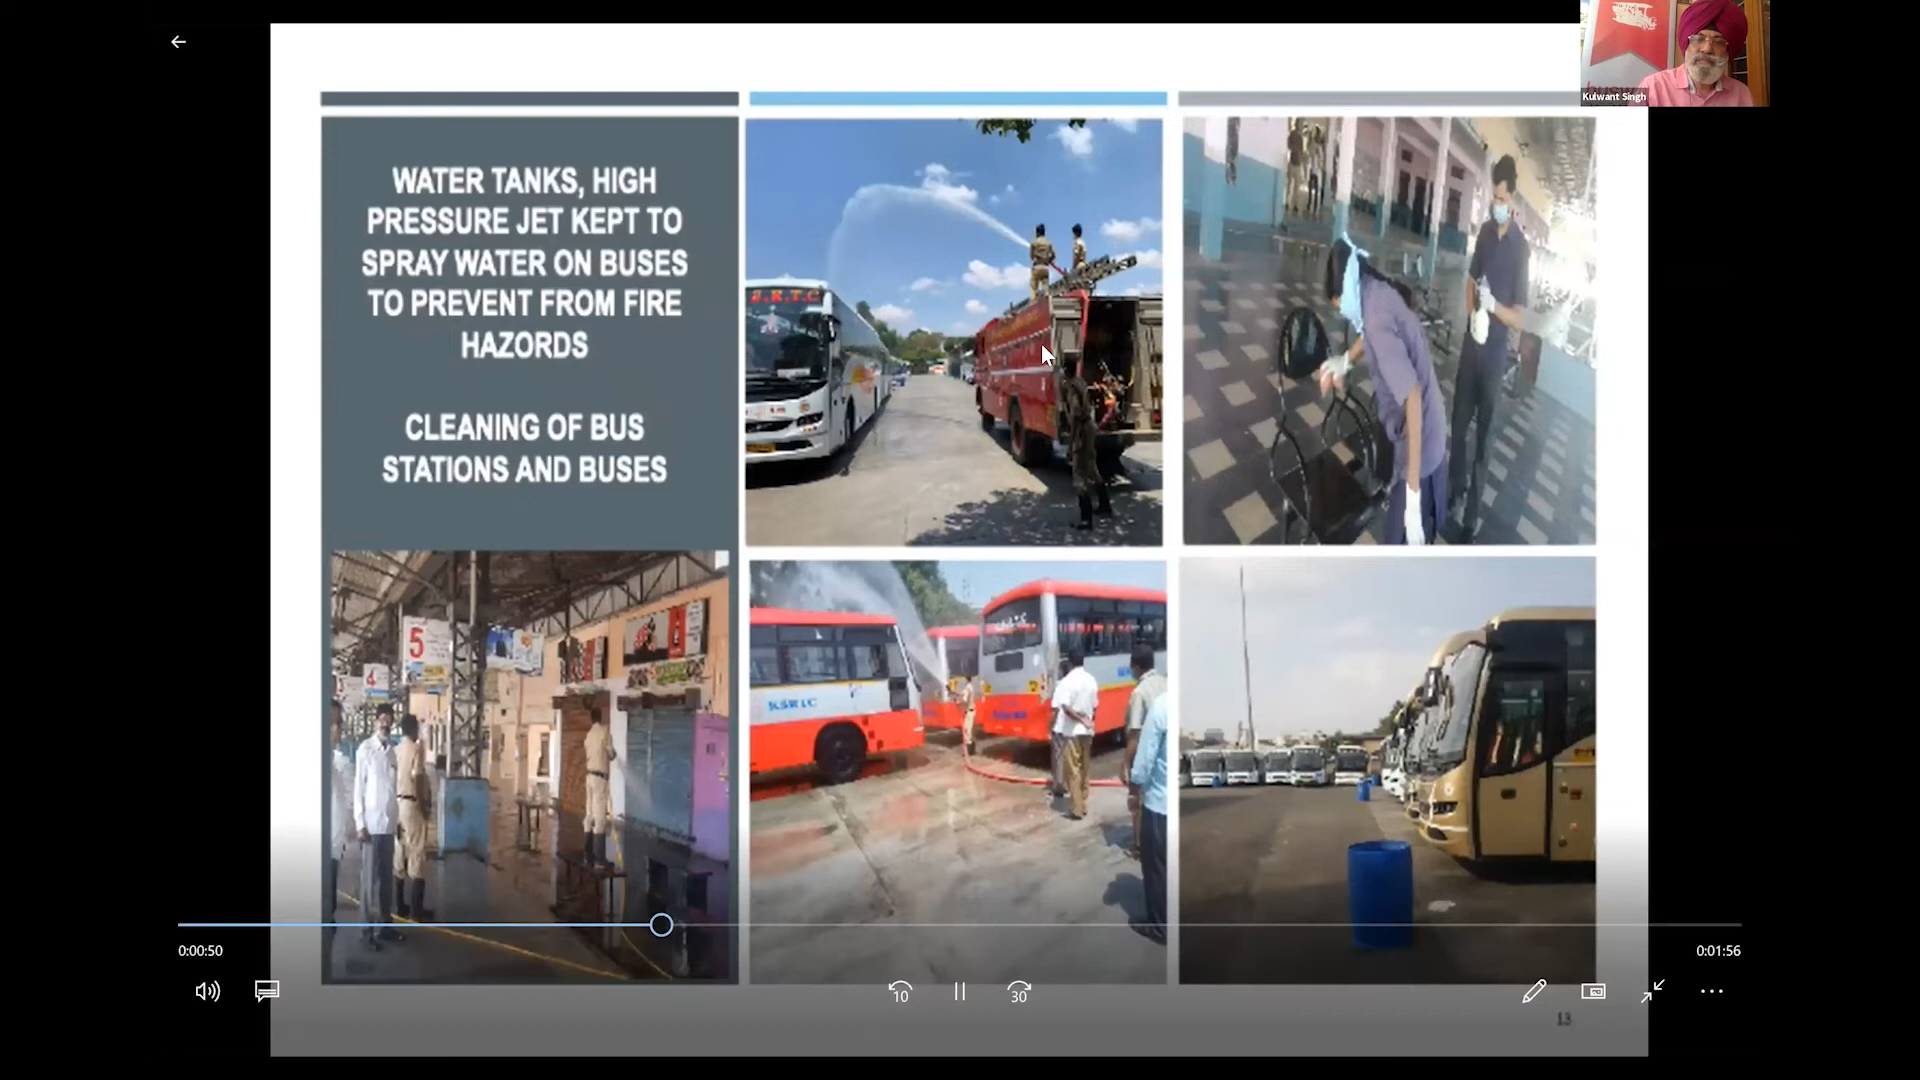 Kulwant Singh
WATER TANKS, HIGH
PRESSURE JET KEPT TO
SPRAY WATER ON BUSES
TO PREVENT FROM FIRE
HAZORDS
CLEANING OF BUS
STATIONS AND BUSES
S.R.T.C
5
4
KSRTC
0:00:50
0:01:56
10
30
13